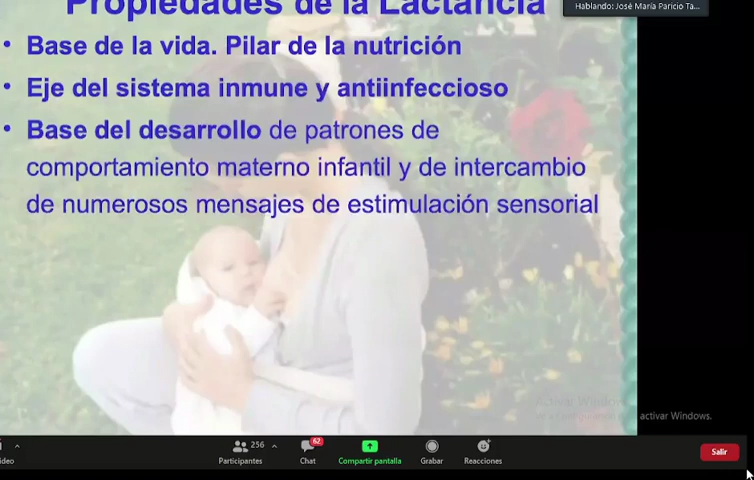 Propiedades de la Lactancia
Hablando: José María Paricio Ta...
• Base de la vida. Pilar de la nutrición
• Eje del sistema inmune y antiinfeccioso
• Base del desarrollo de patrones de
comportamiento materno infantil y de intercambio
de numerosos mensajes de estimulación sensorial
Activar Windows
activar Windows.
256
62
ideo
Participantes
Chat
Compartir pantalla
Grabar
Reacciones
Salir